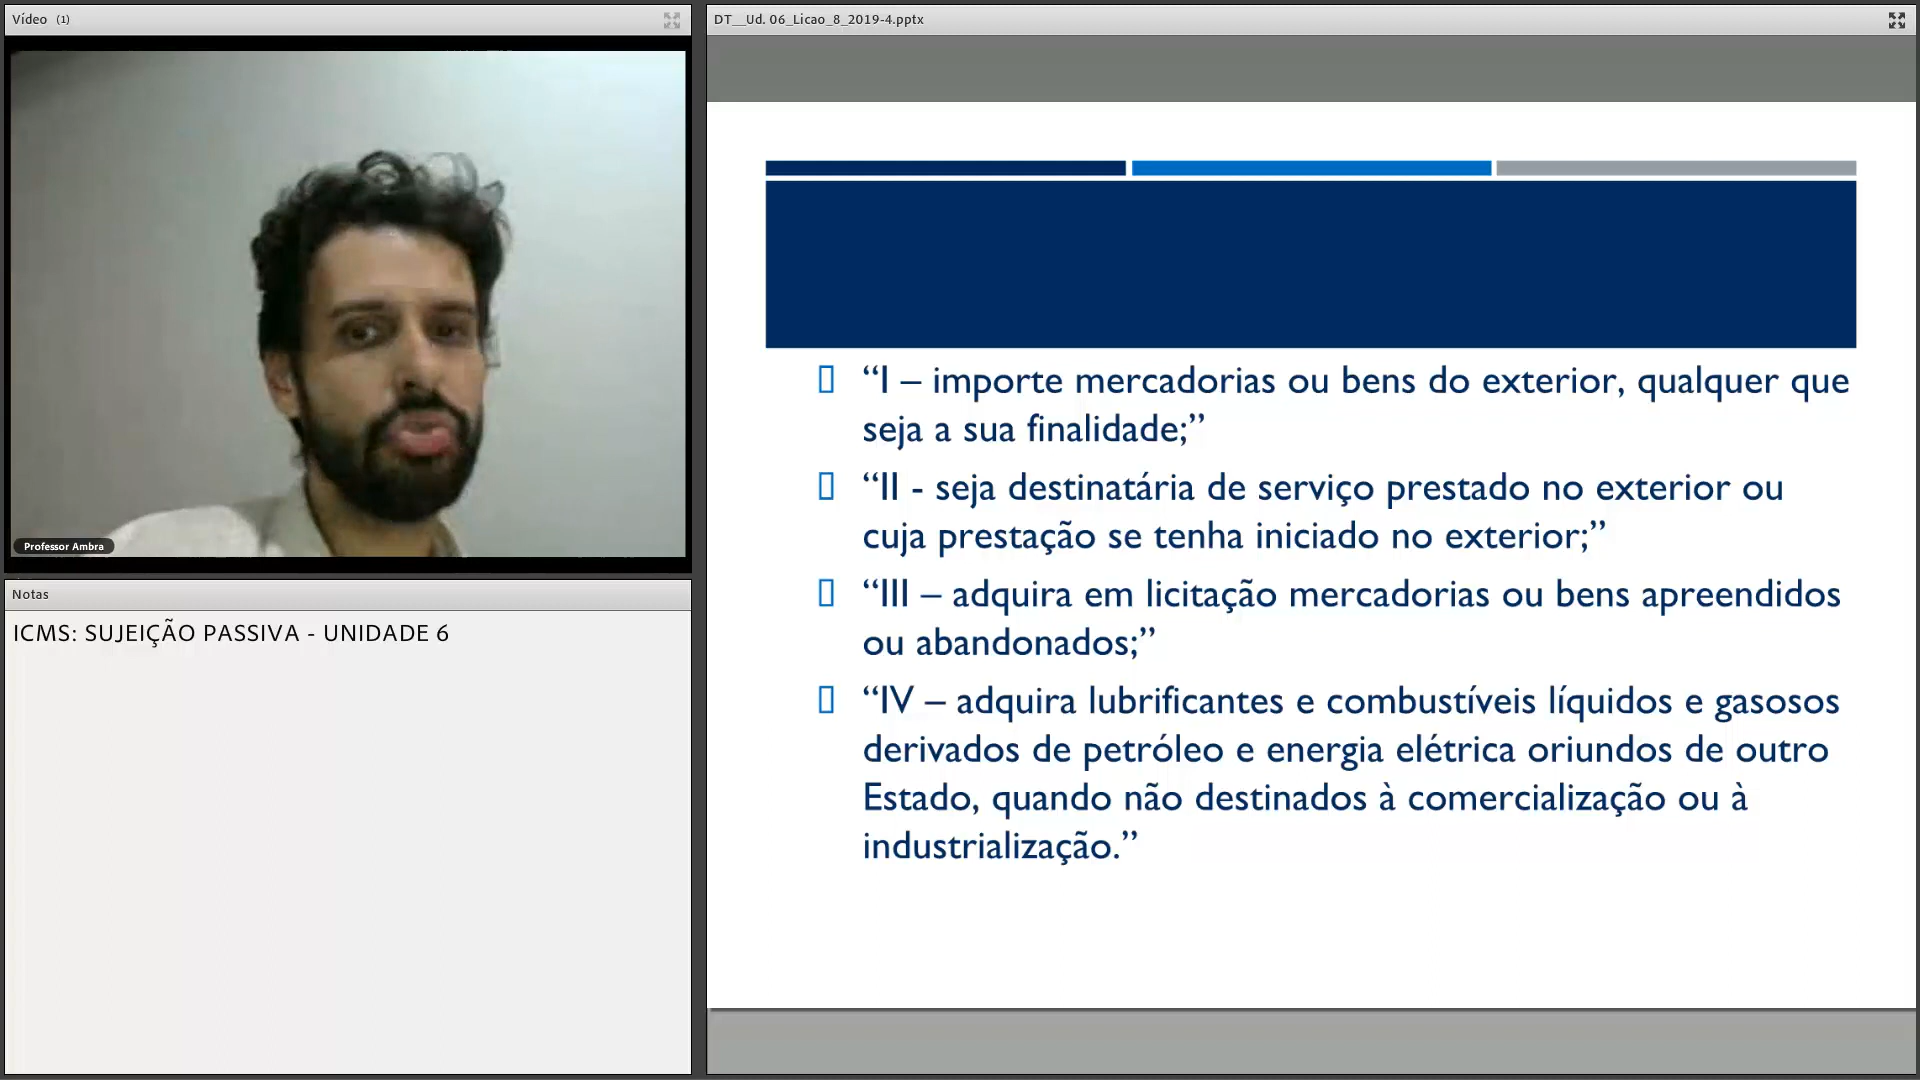 Vídeo (1)
Professor Ambra
Notas
ICMS: SUJEIÇÃO PASSIVA - UNIDADE 6
DT__Ud. 06_Licao_8_2019-4.pptx
“I – importe mercadorias ou bens do exterior, qualquer que
seja a sua finalidade;”
“II - seja destinatária de serviço prestado no exterior ou
cuja prestação se tenha iniciado no exterior;”
“III – adquira em licitação mercadorias ou bens apreendidos
ou abandonados;”
“IV – adquira lubrificantes e combustíveis líquidos e gasosos
derivados de petróleo e energia elétrica oriundos de outro
Estado, quando não destinados à comercialização ou à
industrialização.”